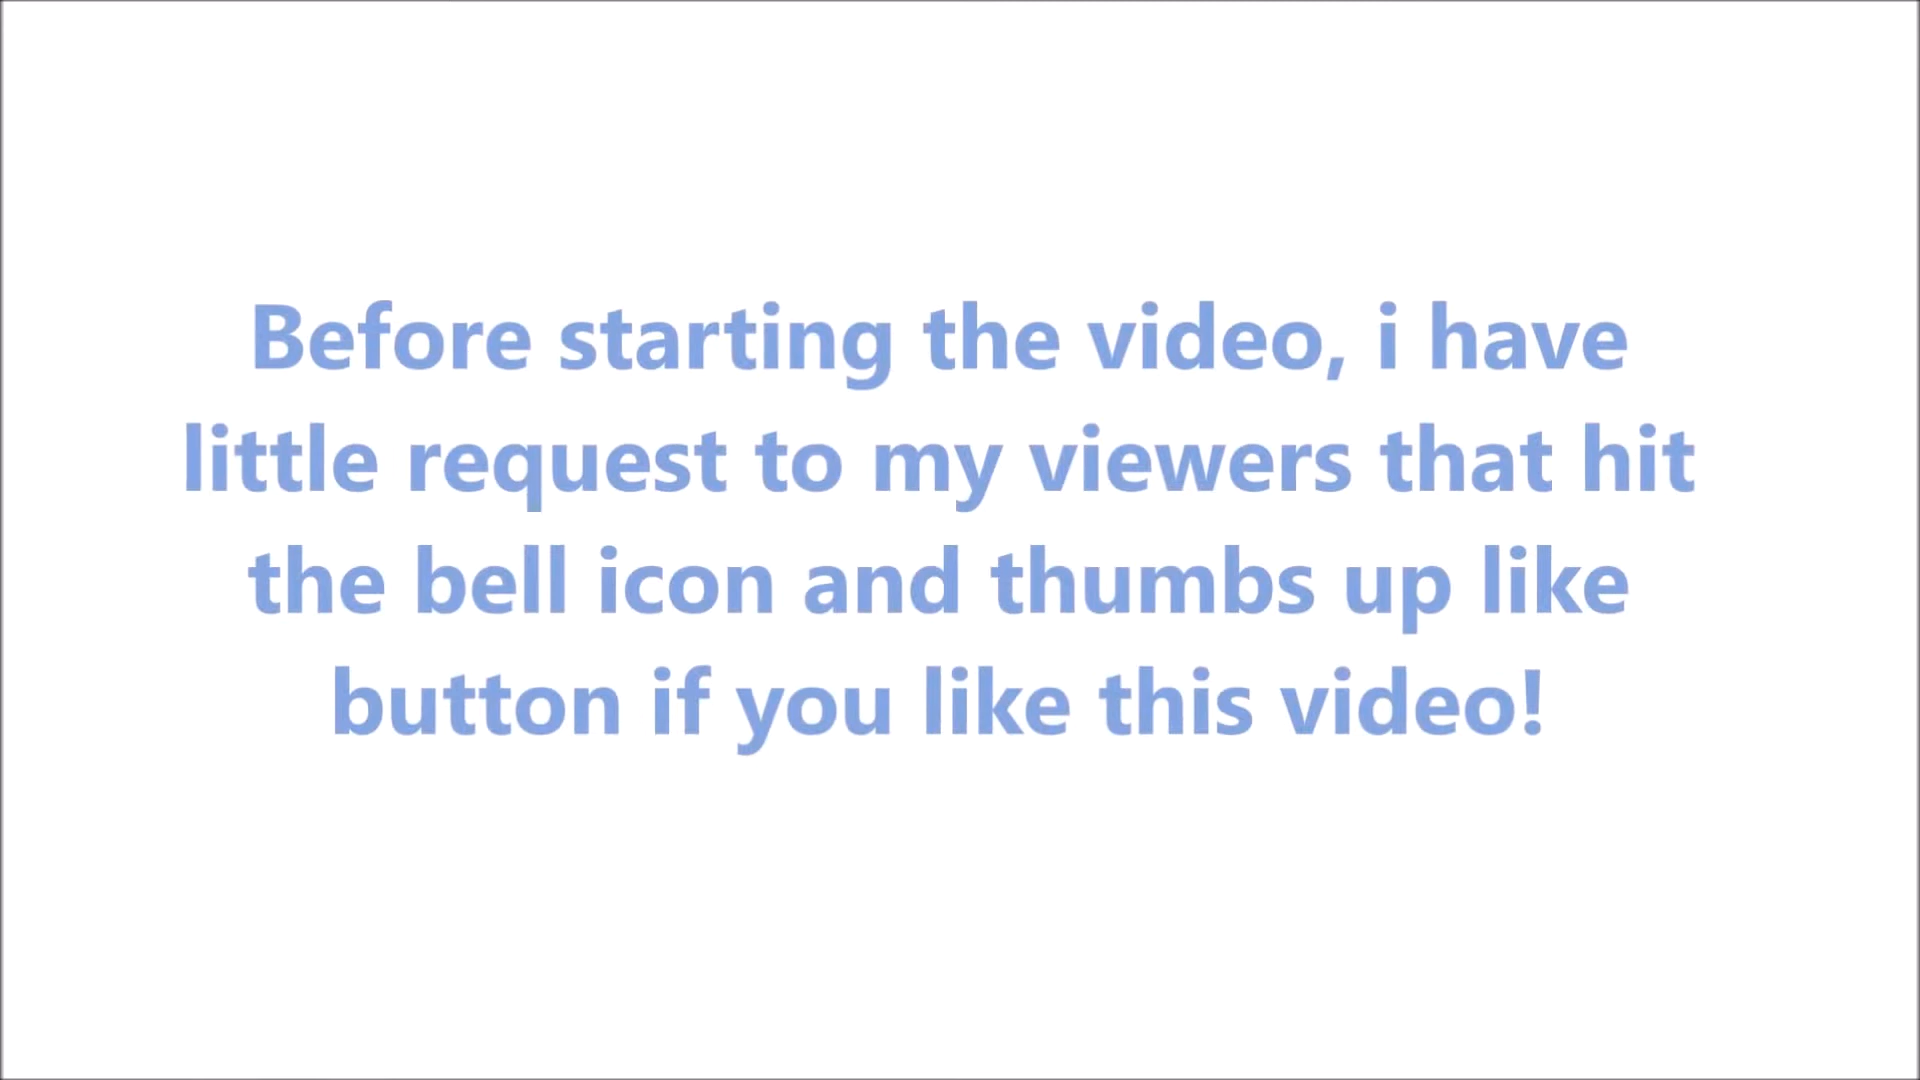 Before starting the video, i have
little request to my viewers that hit
the bell icon and thumbs up like
button if you like this video!